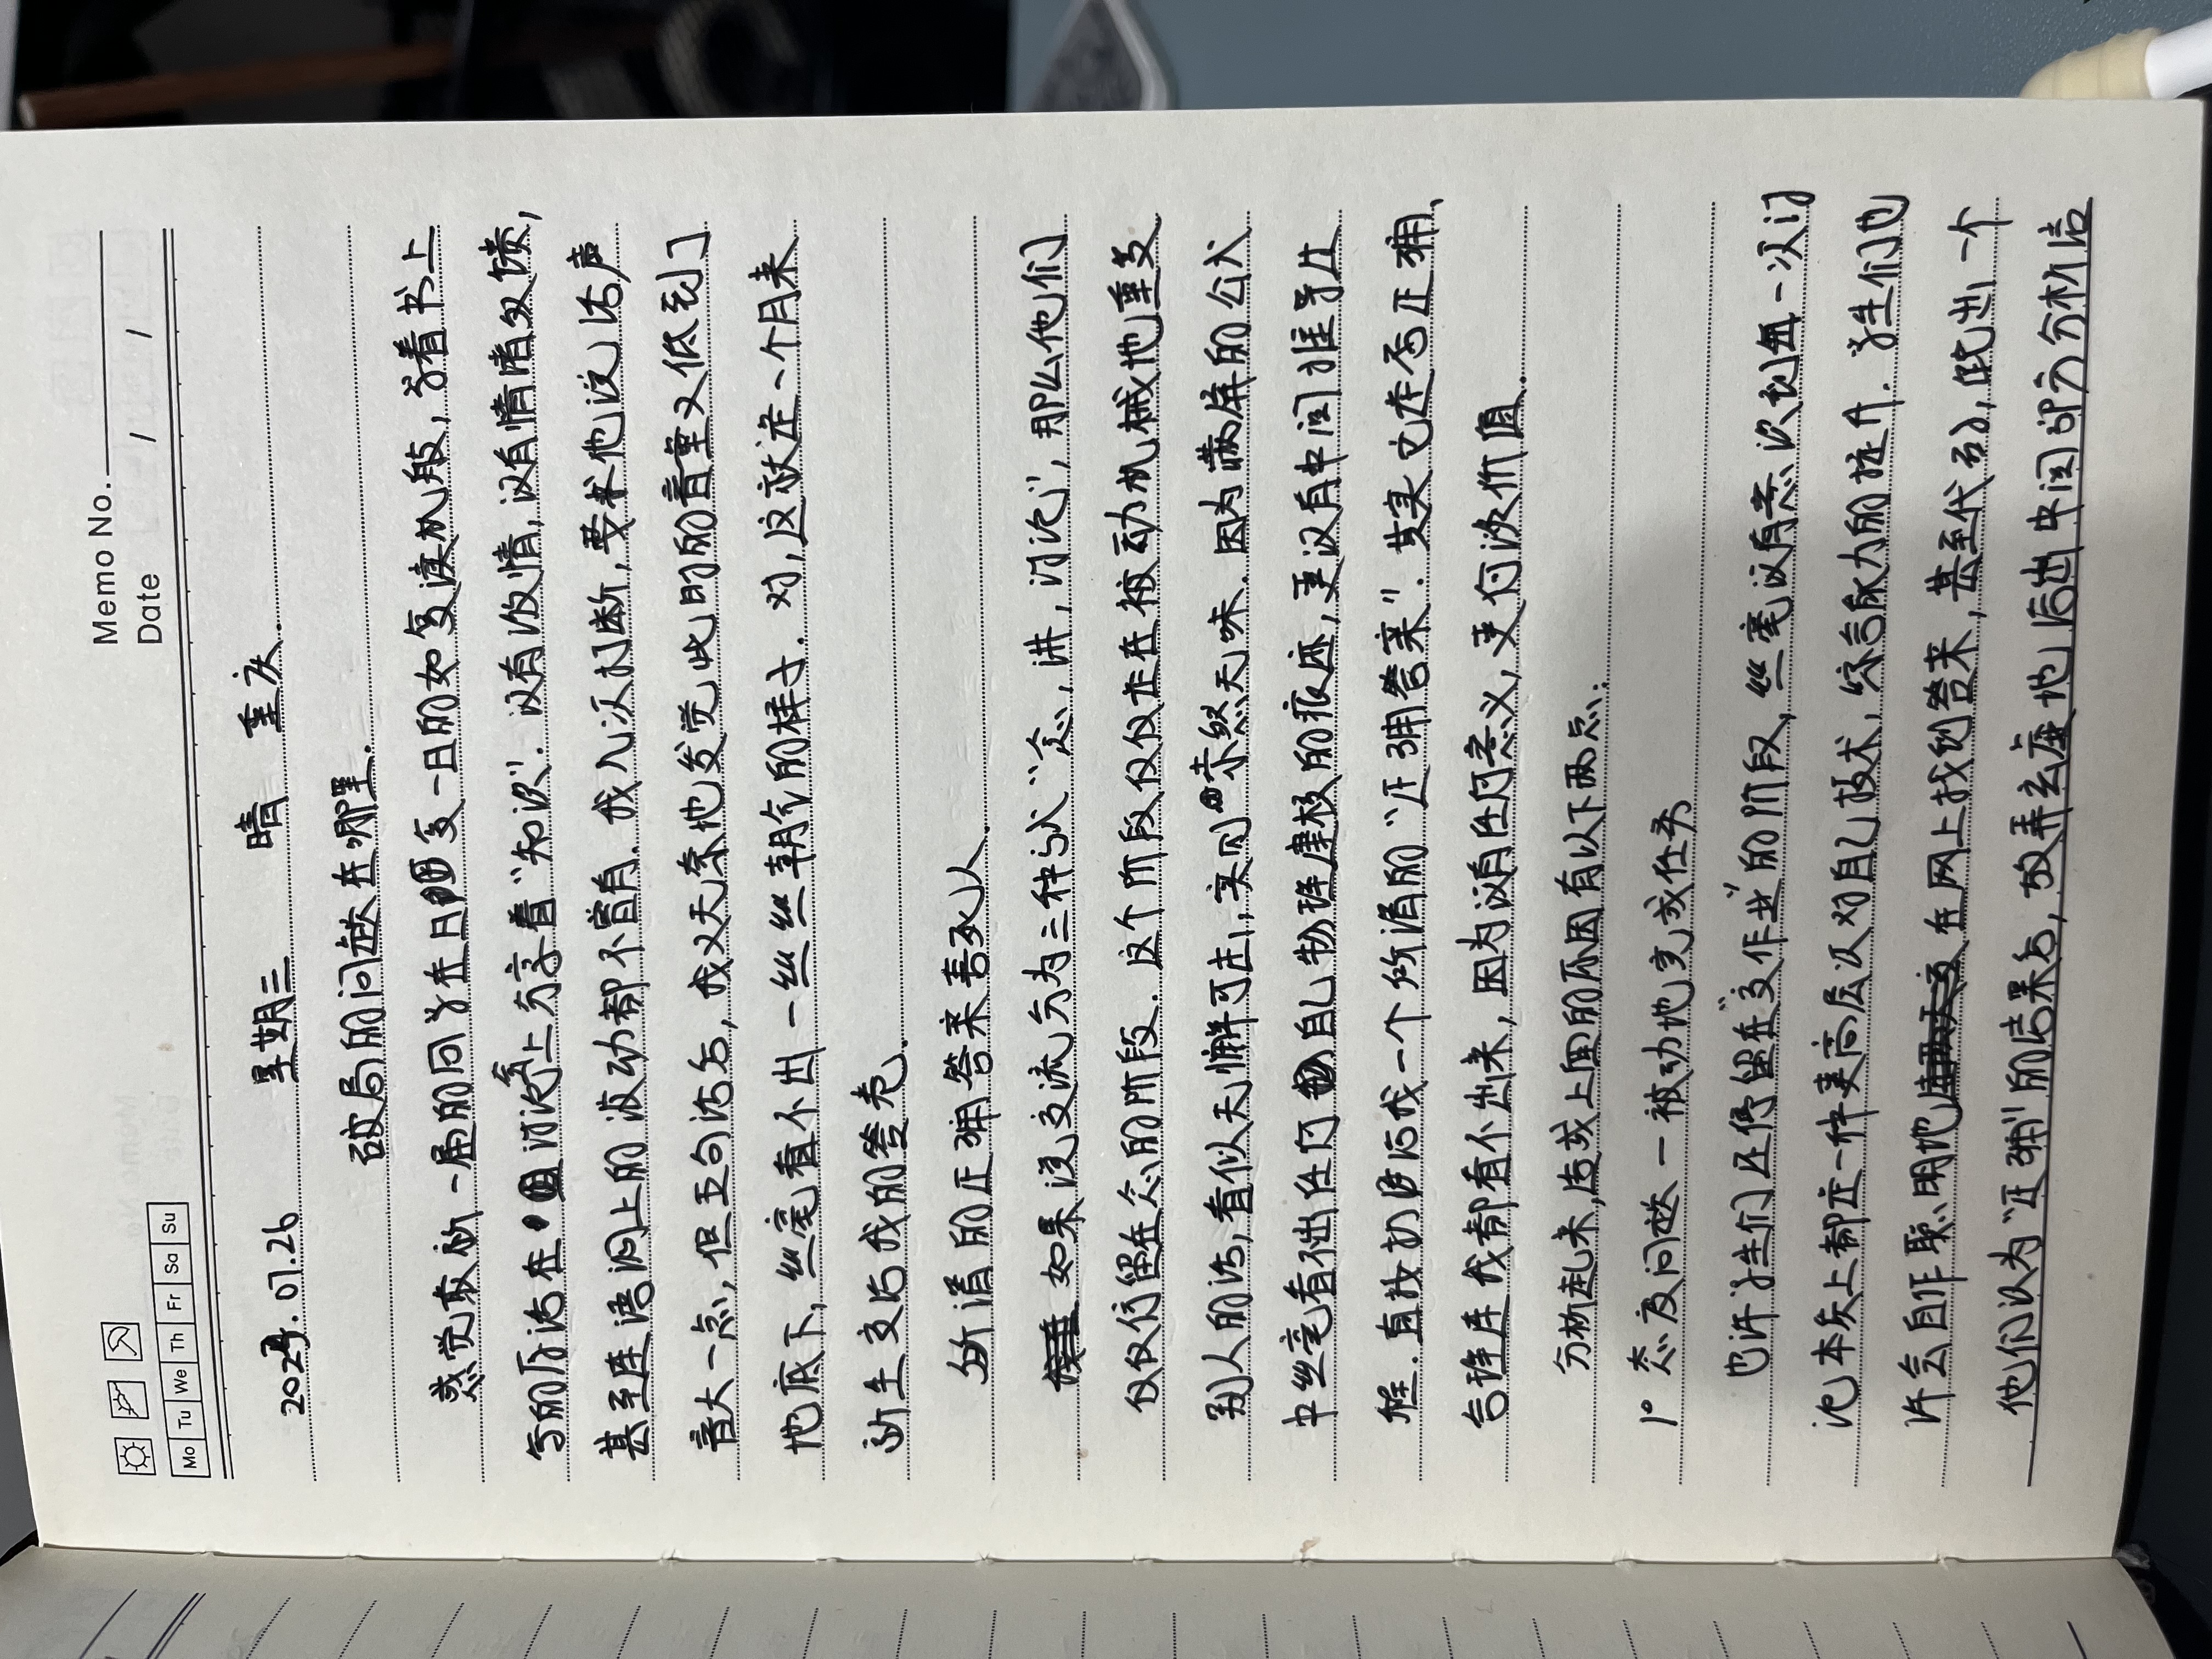 Memo No.
Date / /
Mo Tu We Th Fr Sa Su
2023.07.26 星期三 晴 重庆.
破局的问题在哪里.
感觉最新一届的同学在日复一日的如复读机般,学着书上
写的原话在讨论会上分享着“知识”.没有激情,没有情绪反馈,
甚至连语调上的波动都不曾有.我几次打断,要求他说话声
音大一点,但五句话后,我又无奈地发觉此时的音量又低到了
地底下,丝毫看不出一丝丝朝气的样子.对,这就是一个月来
新生交给我的答卷.
所谓的正确答案害死人.
如果说交流分为三种式“念,讲,讨论”,那么他们
仅仅停留在念的阶段.这个阶段仅仅是在被动机械地重复
别人的话,看似无懈可击,实则索然无味.因为满屏的公式
中丝毫看不出任何自己物理建模的痕迹,更没有中间推导过
程.直接扔给我一个所谓的“正确答案”.其实它是否正确、
合理连我都看不出来,因为没有任何意义,更何谈价值.
分析起来,造成上面的原因有以下两点:
1° 态度问题—被动地完成任务
也许学生们还停留在“交作业”的阶段,丝毫没有意识到每一次讨
论本质上都是一种更高层次对自己技术,综合能力的提升.学生们也
许会自作聪明地在网上找到答案,甚至代码,跑出一个
他们认为“正确”的结果后,故弄玄虚地给出中间部分分析结